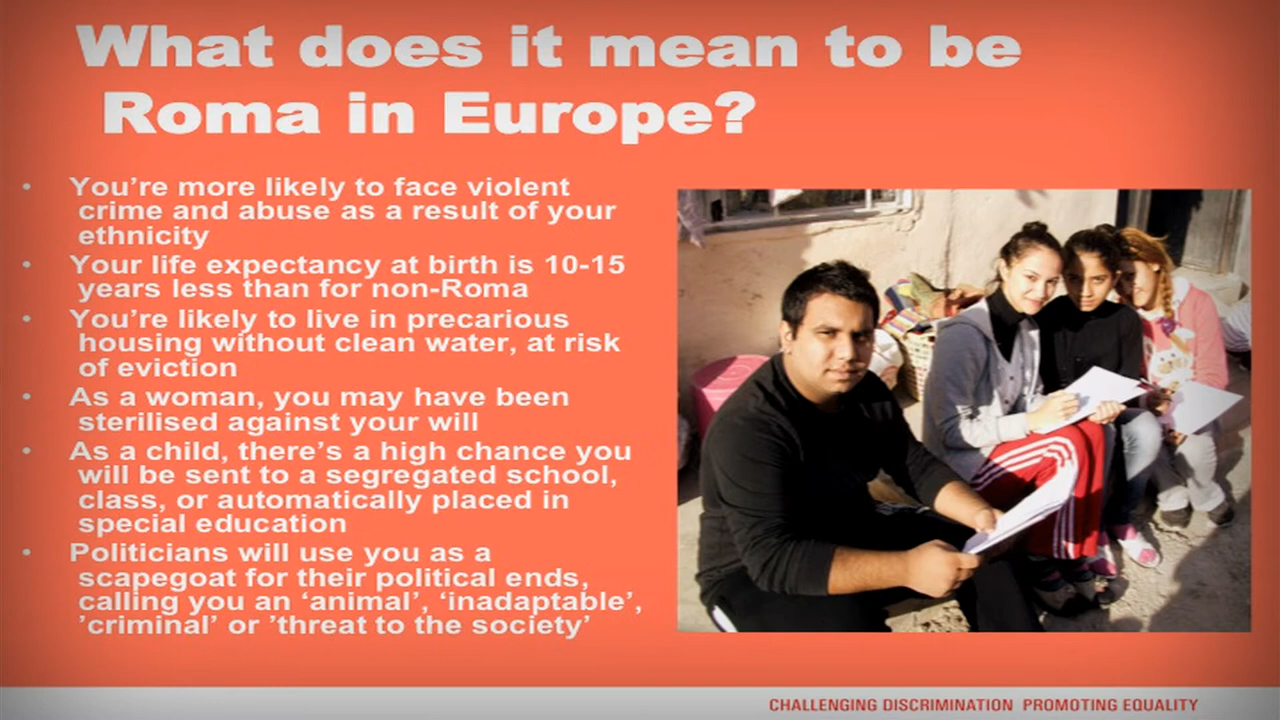 What does it mean to be
Roma in Europe?
• You’re more likely to face violent
crime and abuse as a result of your
ethnicity
• Your life expectancy at birth is 10-15
years less than for non-Roma
• You’re likely to live in precarious
housing without clean water, at risk
of eviction
• As a woman, you may have been
sterilised against your will
• As a child, there’s a high chance you
will be sent to a segregated school,
class, or automatically placed in
special education
• Politicians will use you as a
scapegoat for their political ends,
calling you an ‘animal’, ‘inadaptable’,
’criminal’ or ’threat to the society’
CHALLENGING DISCRIMINATION PROMOTING EQUALITY